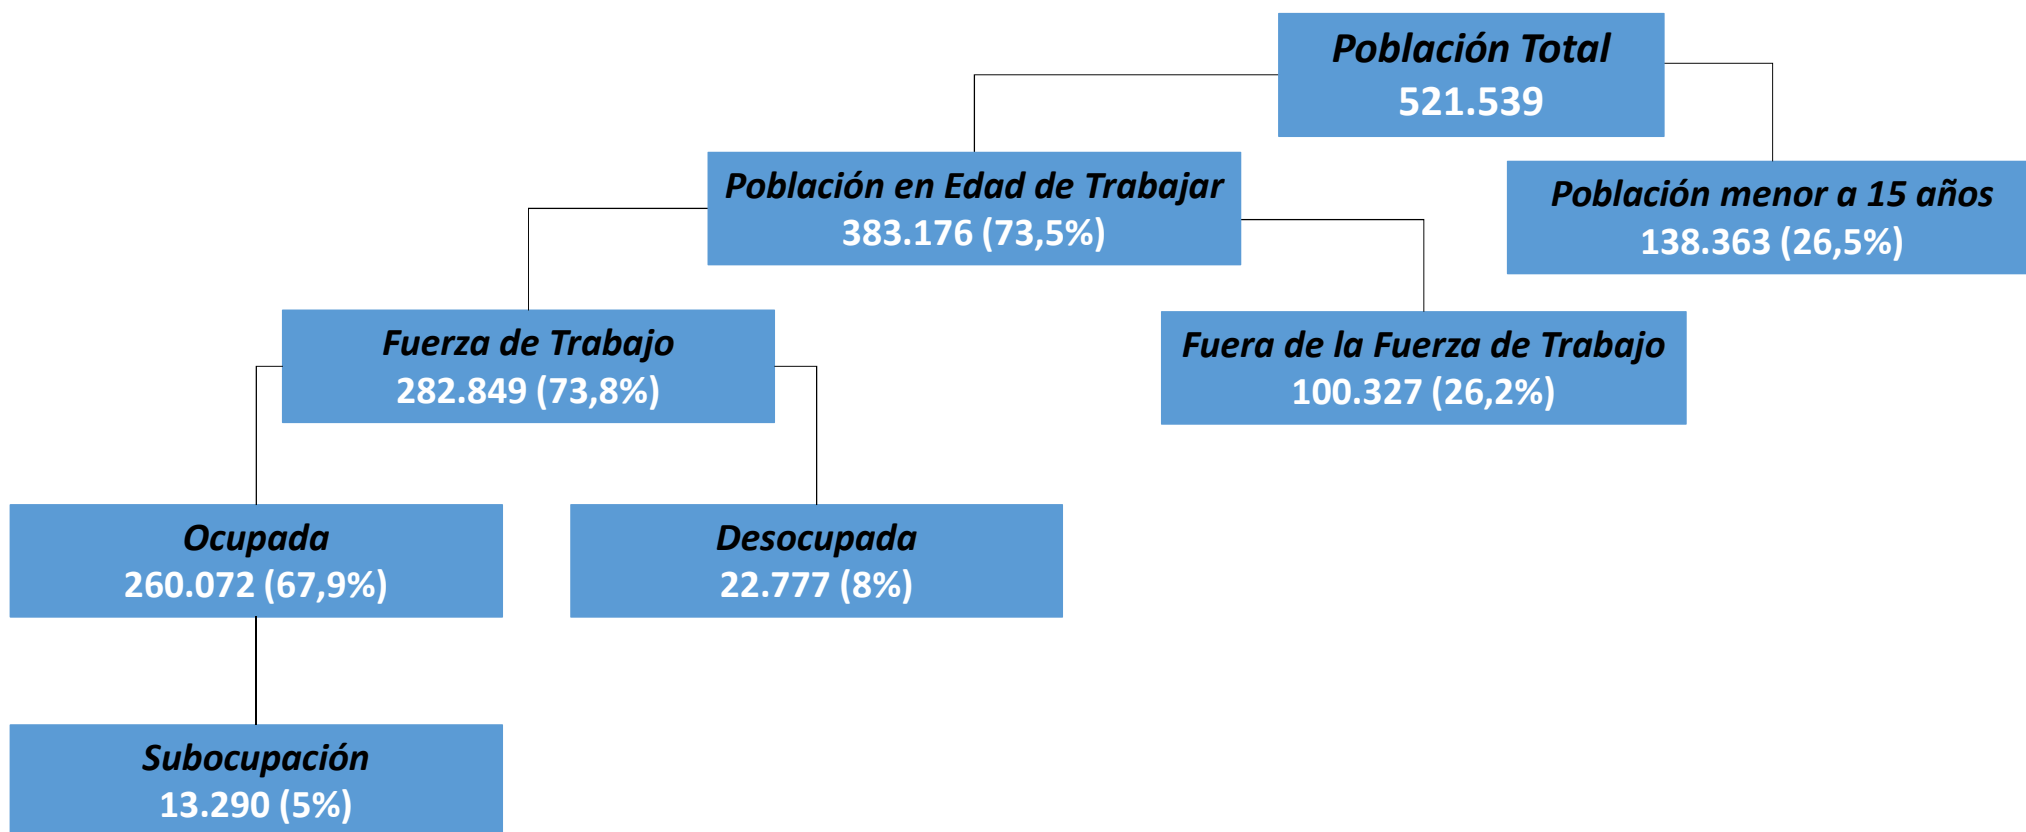 Población Total
521.539
Población en Edad de Trabajar
383.176 (73,5%)
Población menor a 15 años
138.363 (26,5%)
Fuerza de Trabajo
282.849 (73,8%)
Fuera de la Fuerza de Trabajo
100.327 (26,2%)
Ocupada
260.072 (67,9%)
Desocupada
22.777 (8%)
Subocupación
13.290 (5%)